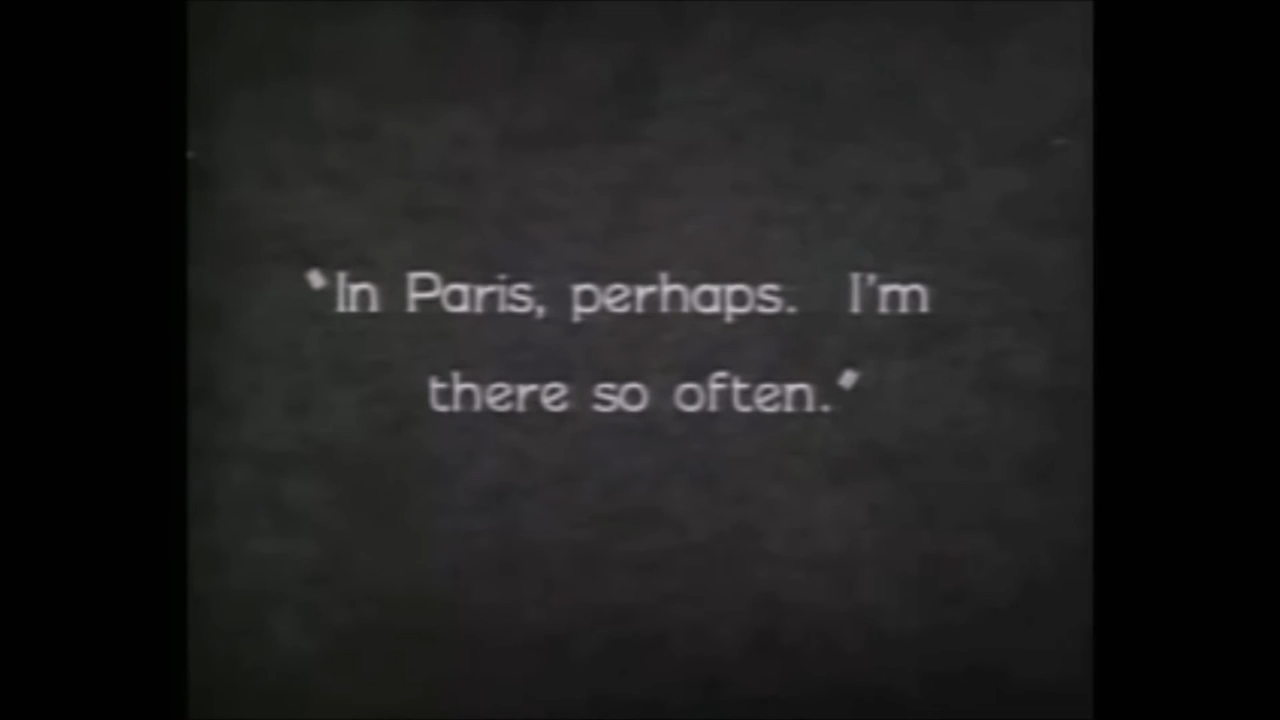 "In Paris, perhaps. I'm
there so often."